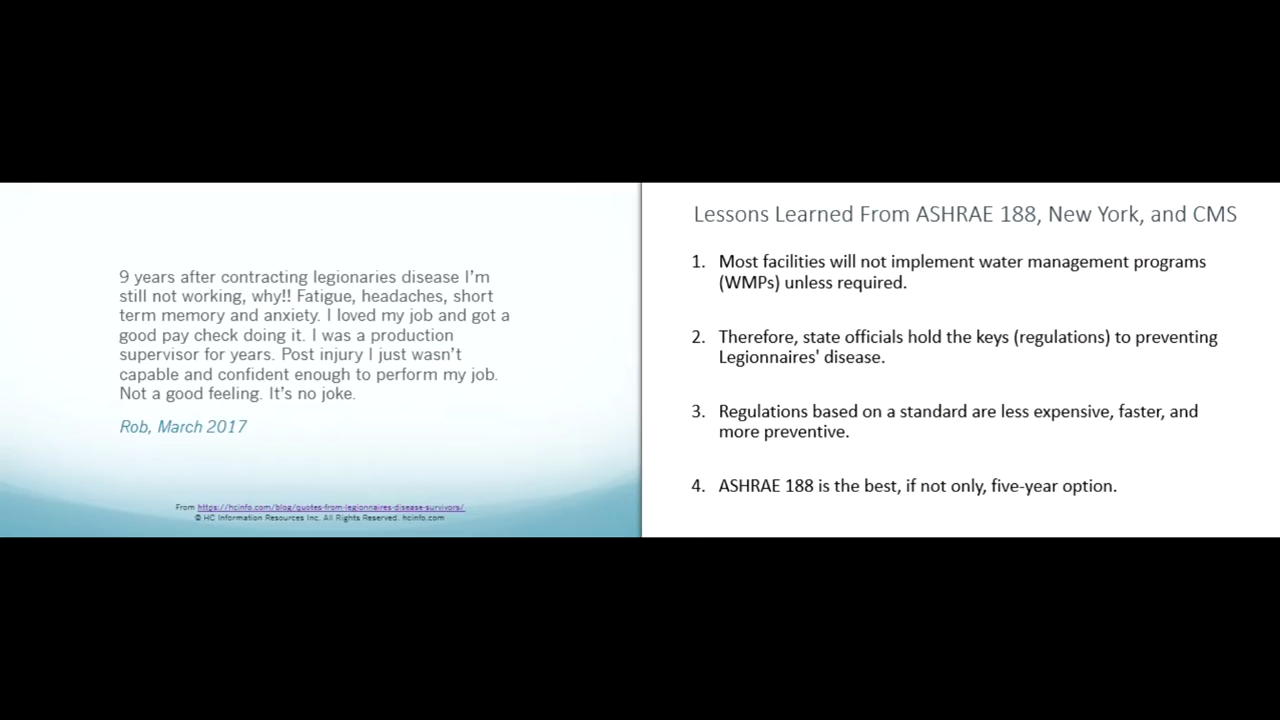 9 years after contracting legionaries disease I'm
still not working, why!! Fatigue, headaches, short
term memory and anxiety. I loved my job and got a
good pay check doing it. I was a production
supervisor for years. Post injury I just wasn't
capable and confident enough to perform my job.
Not a good feeling. It's no joke.
Rob, March 2017
From https://hcinfo.com/blog/quotes-from-legionnaires-disease-survivors/
© HC Information Resources Inc. All Rights Reserved. hcinfo.com
Lessons Learned From ASHRAE 188, New York, and CMS
1. Most facilities will not implement water management programs
(WMPs) unless required.
2. Therefore, state officials hold the keys (regulations) to preventing
Legionnaires' disease.
3. Regulations based on a standard are less expensive, faster, and
more preventive.
4. ASHRAE 188 is the best, if not only, five-year option.